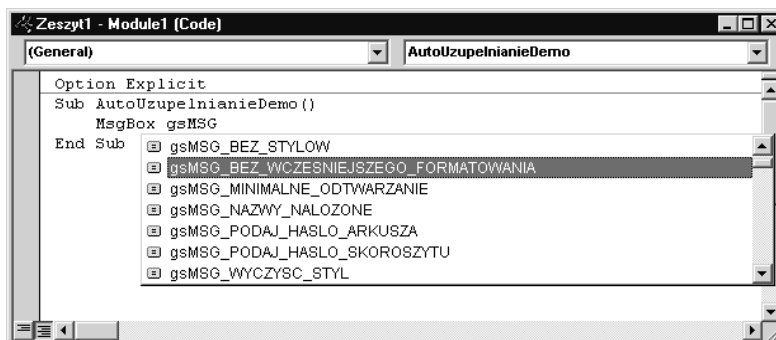 Zeszyt1 - Module1 (Code)
(General) AutoUzupelnianieDemo
Option Explicit
Sub AutoUzupelnianieDemo()
MsgBox gsMSG
End Sub
gsMSG_BEZ_STYLOW
gsMSG_BEZ_WCZESNIEJSZEGO_FORMATOWANIA
gsMSG_MINIMALNE_ODTWARZANIE
gsMSG_NAZWY_NALOZONE
gsMSG_PODAJ_HASLO_ARKUSZA
gsMSG_PODAJ_HASLO_SKOROSZYTU
gsMSG_WYCZYSC_STYL